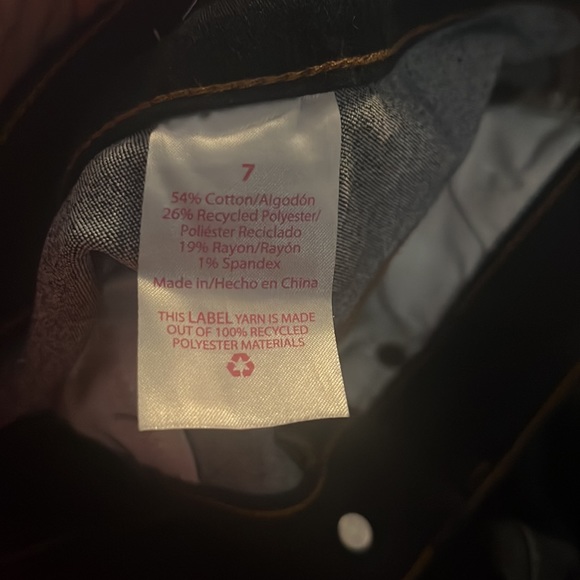 7
54% Cotton/Algodón
26% Recycled Polyester/
Poliéster Reciclado
19% Rayon/Rayón
1% Spandex
Made in/Hecho en China
THIS LABEL YARN IS MADE
OUT OF 100% RECYCLED
POLYESTER MATERIALS